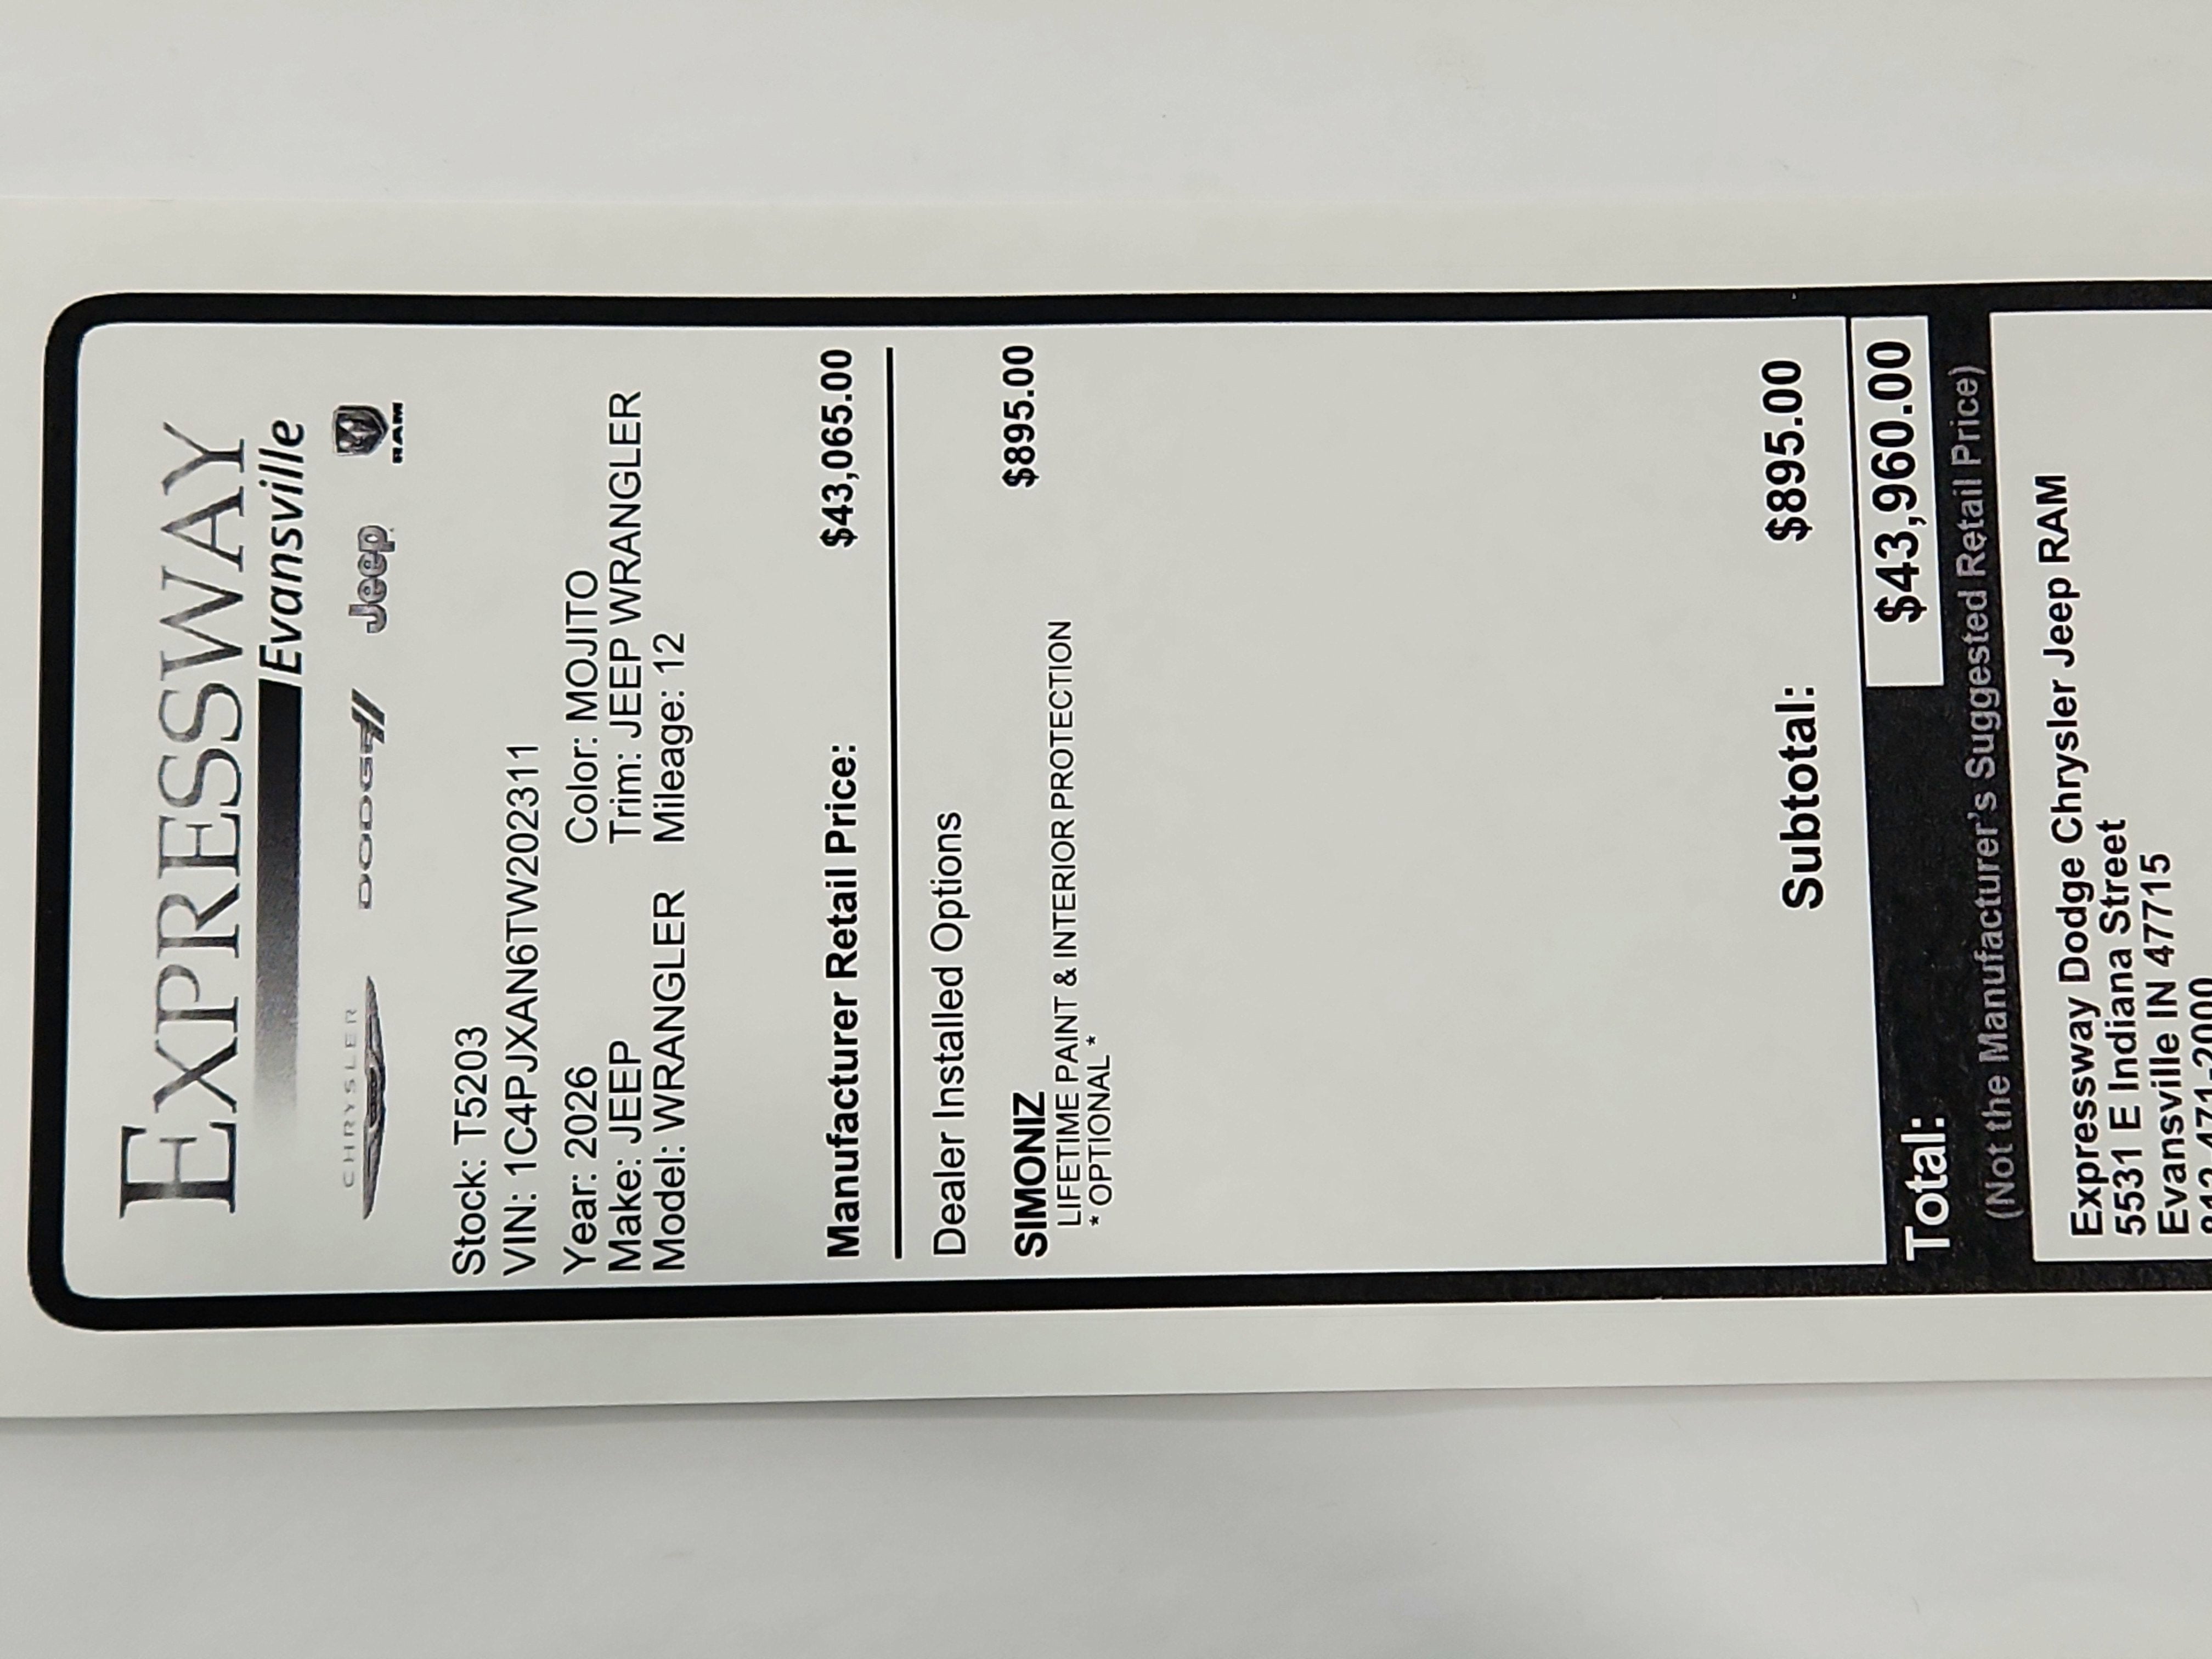 EXPRESSWAY
Evansville
CHRYSLER DODGE Jeep RAM
Stock: T5203
VIN: 1C4PJXAN6TW202311
Year: 2026 Color: MOJITO
Make: JEEP Trim: JEEP WRANGLER
Model: WRANGLER Mileage: 12
Manufacturer Retail Price: $43,065.00
Dealer Installed Options
SIMONIZ $895.00
LIFETIME PAINT & INTERIOR PROTECTION
* OPTIONAL *
Subtotal: $895.00
Total: $43,960.00
(Not the Manufacturer's Suggested Retail Price)
Expressway Dodge Chrysler Jeep RAM
5531 E Indiana Street
Evansville IN 47715
812-471-2000